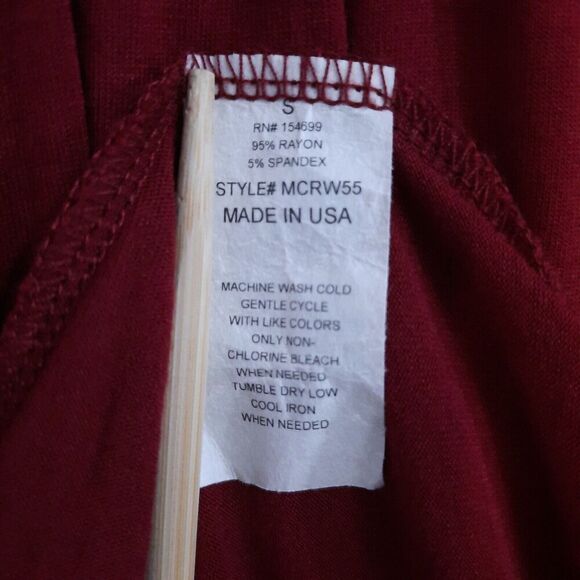 S
RN# 154699
95% RAYON
5% SPANDEX
STYLE# MCRW55
MADE IN USA
MACHINE WASH COLD
GENTLE CYCLE
WITH LIKE COLORS
ONLY NON-
CHLORINE BLEACH
WHEN NEEDED
TUMBLE DRY LOW
COOL IRON
WHEN NEEDED